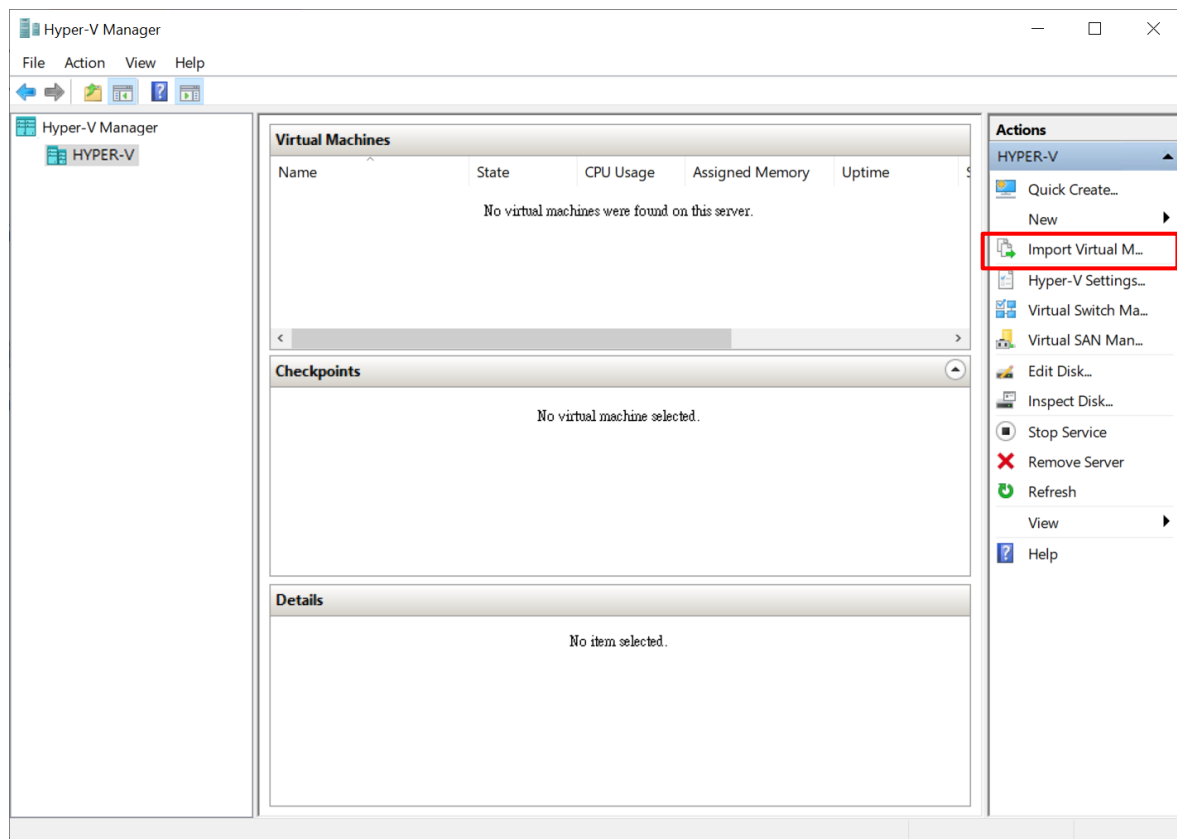 Hyper-V Manager
File Action View Help
Hyper-V Manager
HYPER-V
Virtual Machines
Name State CPU Usage Assigned Memory Uptime S
No virtual machines were found on this server.
Checkpoints
No virtual machine selected.
Details
No item selected.
Actions
HYPER-V
Quick Create...
New
Import Virtual M...
Hyper-V Settings...
Virtual Switch Ma...
Virtual SAN Man...
Edit Disk...
Inspect Disk...
Stop Service
Remove Server
Refresh
View
Help